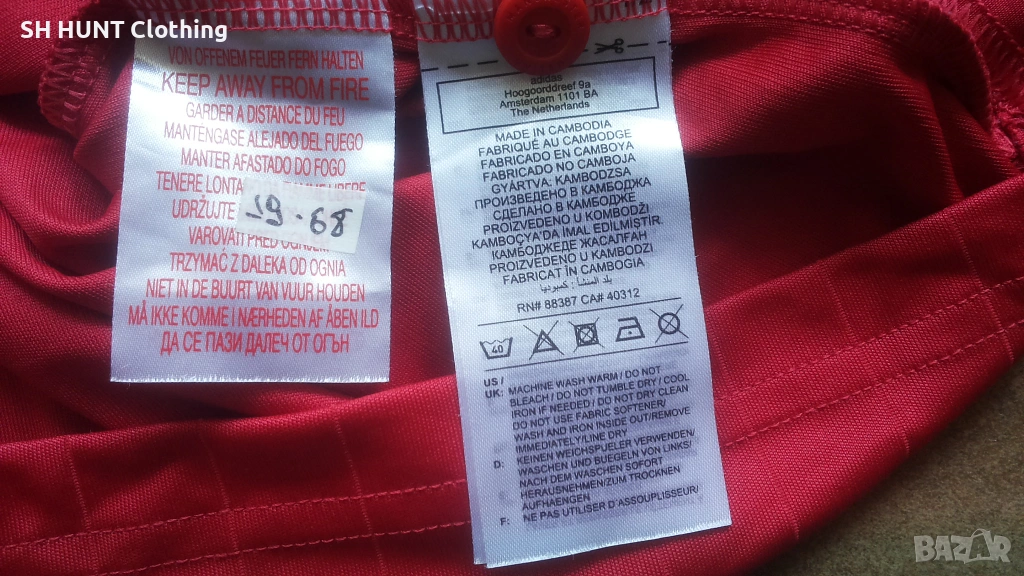 SH HUNT Clothing
VON OFFENEM FEUER FERN HALTEN
KEEP AWAY FROM FIRE
GARDER A DISTANCE DU FEU
MANTENGASE ALEJADO DEL FUEGO
MANTER AFASTADO DO FOGO
TENERE LONTA
UDRŽUJTE
19-68
VAROVATI PRED
TRZYMAĆ Z DALEKA OD OGNIA
NIET IN DE BUURT VAN VUUR HOUDEN
MÅ IKKE KOMME I NÆRHEDEN AF ÅBEN ILD
ДА СЕ ПАЗИ ДАЛЕЧ ОТ ОГЪН
adidas
Hoogoorddreef 9a
Amsterdam 1101 BA
The Netherlands
MADE IN CAMBODIA
FABRIQUÉ AU CAMBODGE
FABRICADO EN CAMBOYA
FABRICADO NO CAMBOJA
GYÁRTVA: KAMBODZSA
ПРОИЗВЕДЕНО В КАМБОДЖА
СДЕЛАНО В КАМБОДЖЕ
PROIZVEDENO U KOMBODŽI
KAMBOÇYA'DA IMAL EDILMIŞTIR.
КАМБОДЖЕДЕ ЖАСАЛҒАН
PROIZVEDENO V KAMBODZI
FABRICAT ÎN CAMBOGIA
بلد المنشأ : كمبوديا
RN# 88387 CA# 40312
40
US / UK: MACHINE WASH WARM / DO NOT
BLEACH / DO NOT TUMBLE DRY / COOL
IRON IF NEEDED / DO NOT DRY CLEAN
DO NOT USE FABRIC SOFTENER/
WASH AND IRON INSIDE OUT/REMOVE
IMMEDIATELY/LINE DRY
D: KEINEN WEICHSPUELER VERWENDEN/
WASCHEN UND BUEGELN VON LINKS/
NACH DEM WASCHEN SOFORT
HERAUSNEHMEN/ZUM TROCKNEN
AUFHAENGEN
F: NE PAS UTILISER D'ASSOUPLISEUR/
BAZAR